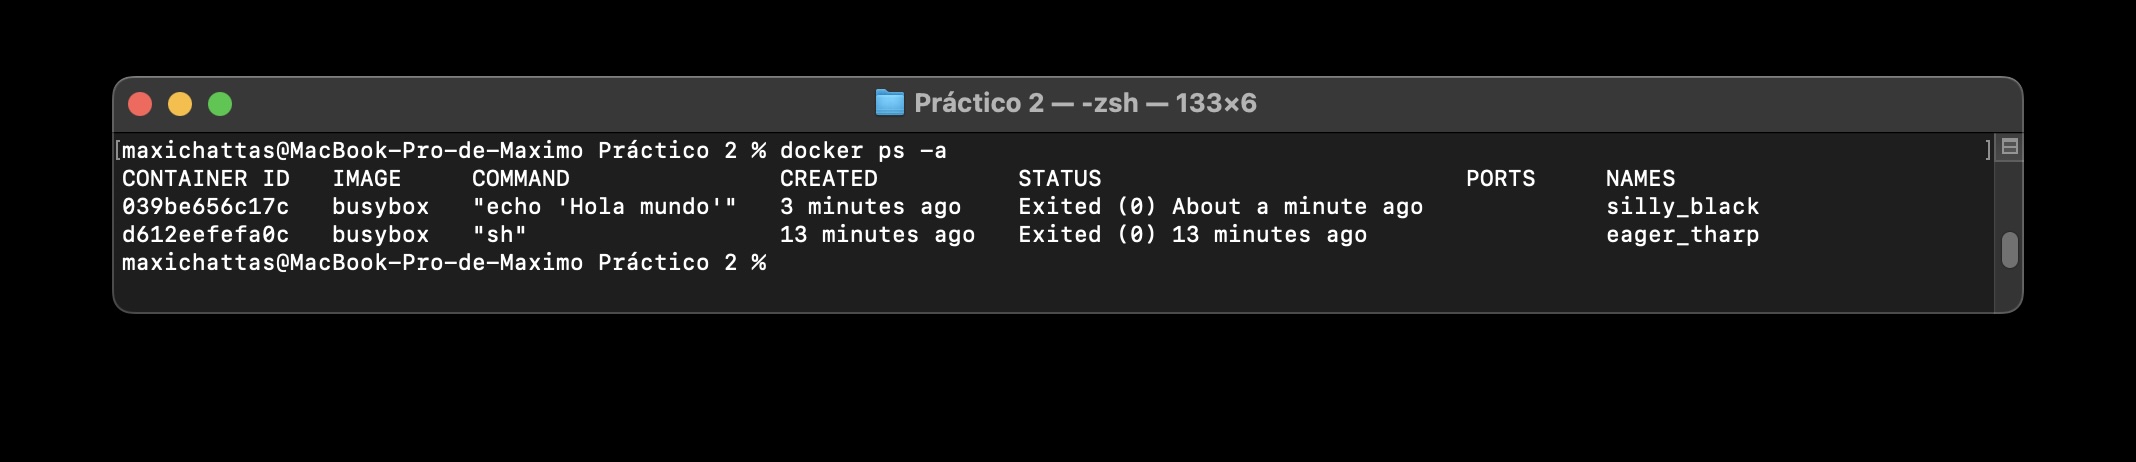 Práctico 2 — -zsh — 133×6
[maxichattas@MacBook-Pro-de-Maximo Práctico 2 % docker ps -a ]
CONTAINER ID   IMAGE     COMMAND               CREATED          STATUS                          PORTS     NAMES
039be656c17c   busybox   "echo 'Hola mundo'"   3 minutes ago    Exited (0) About a minute ago             silly_black
d612eefefa0c   busybox   "sh"                  13 minutes ago   Exited (0) 13 minutes ago                 eager_tharp
maxichattas@MacBook-Pro-de-Maximo Práctico 2 %